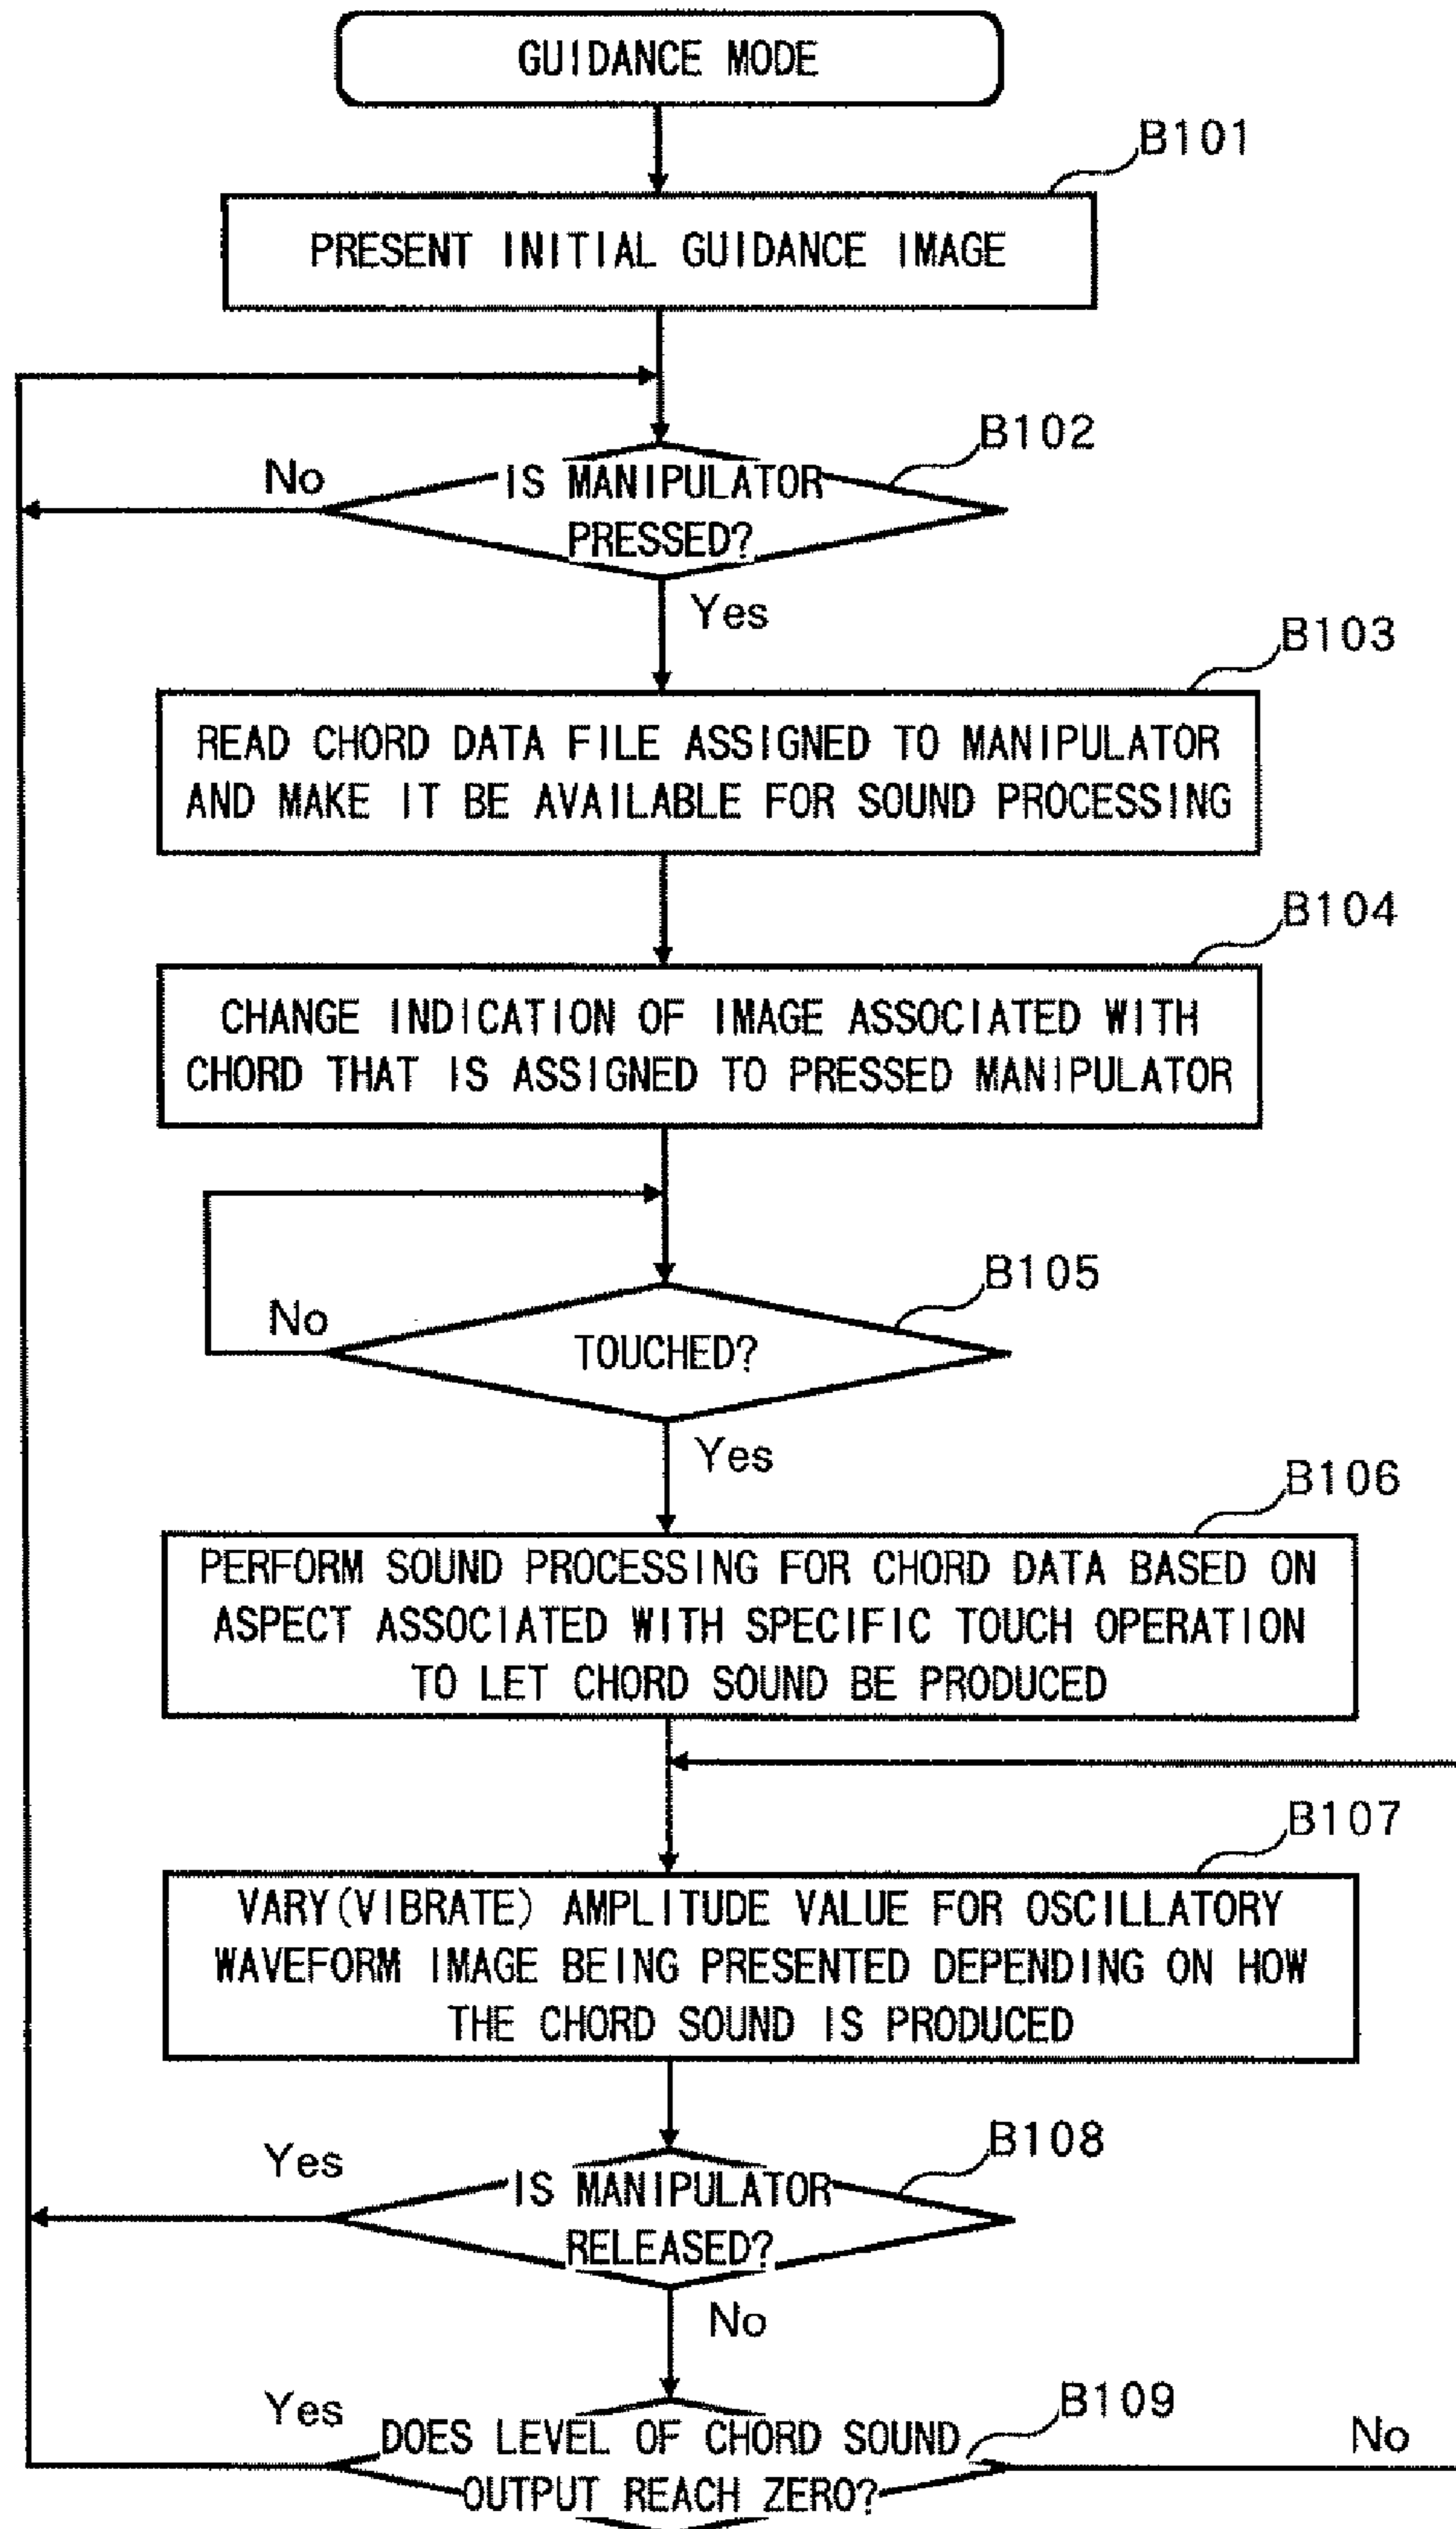 GUIDANCE MODE
B101
PRESENT INITIAL GUIDANCE IMAGE
B102
No
IS MANIPULATOR
PRESSED?
Yes
B103
READ CHORD DATA FILE ASSIGNED TO MANIPULATOR
AND MAKE IT BE AVAILABLE FOR SOUND PROCESSING
B104
CHANGE INDICATION OF IMAGE ASSOCIATED WITH
CHORD THAT IS ASSIGNED TO PRESSED MANIPULATOR
B105
No
TOUCHED?
Yes
B106
PERFORM SOUND PROCESSING FOR CHORD DATA BASED ON
ASPECT ASSOCIATED WITH SPECIFIC TOUCH OPERATION
TO LET CHORD SOUND BE PRODUCED
B107
VARY(VIBRATE) AMPLITUDE VALUE FOR OSCILLATORY
WAVEFORM IMAGE BEING PRESENTED DEPENDING ON HOW
THE CHORD SOUND IS PRODUCED
B108
Yes
IS MANIPULATOR
RELEASED?
No
B109
Yes
DOES LEVEL OF CHORD SOUND
OUTPUT REACH ZERO?
No